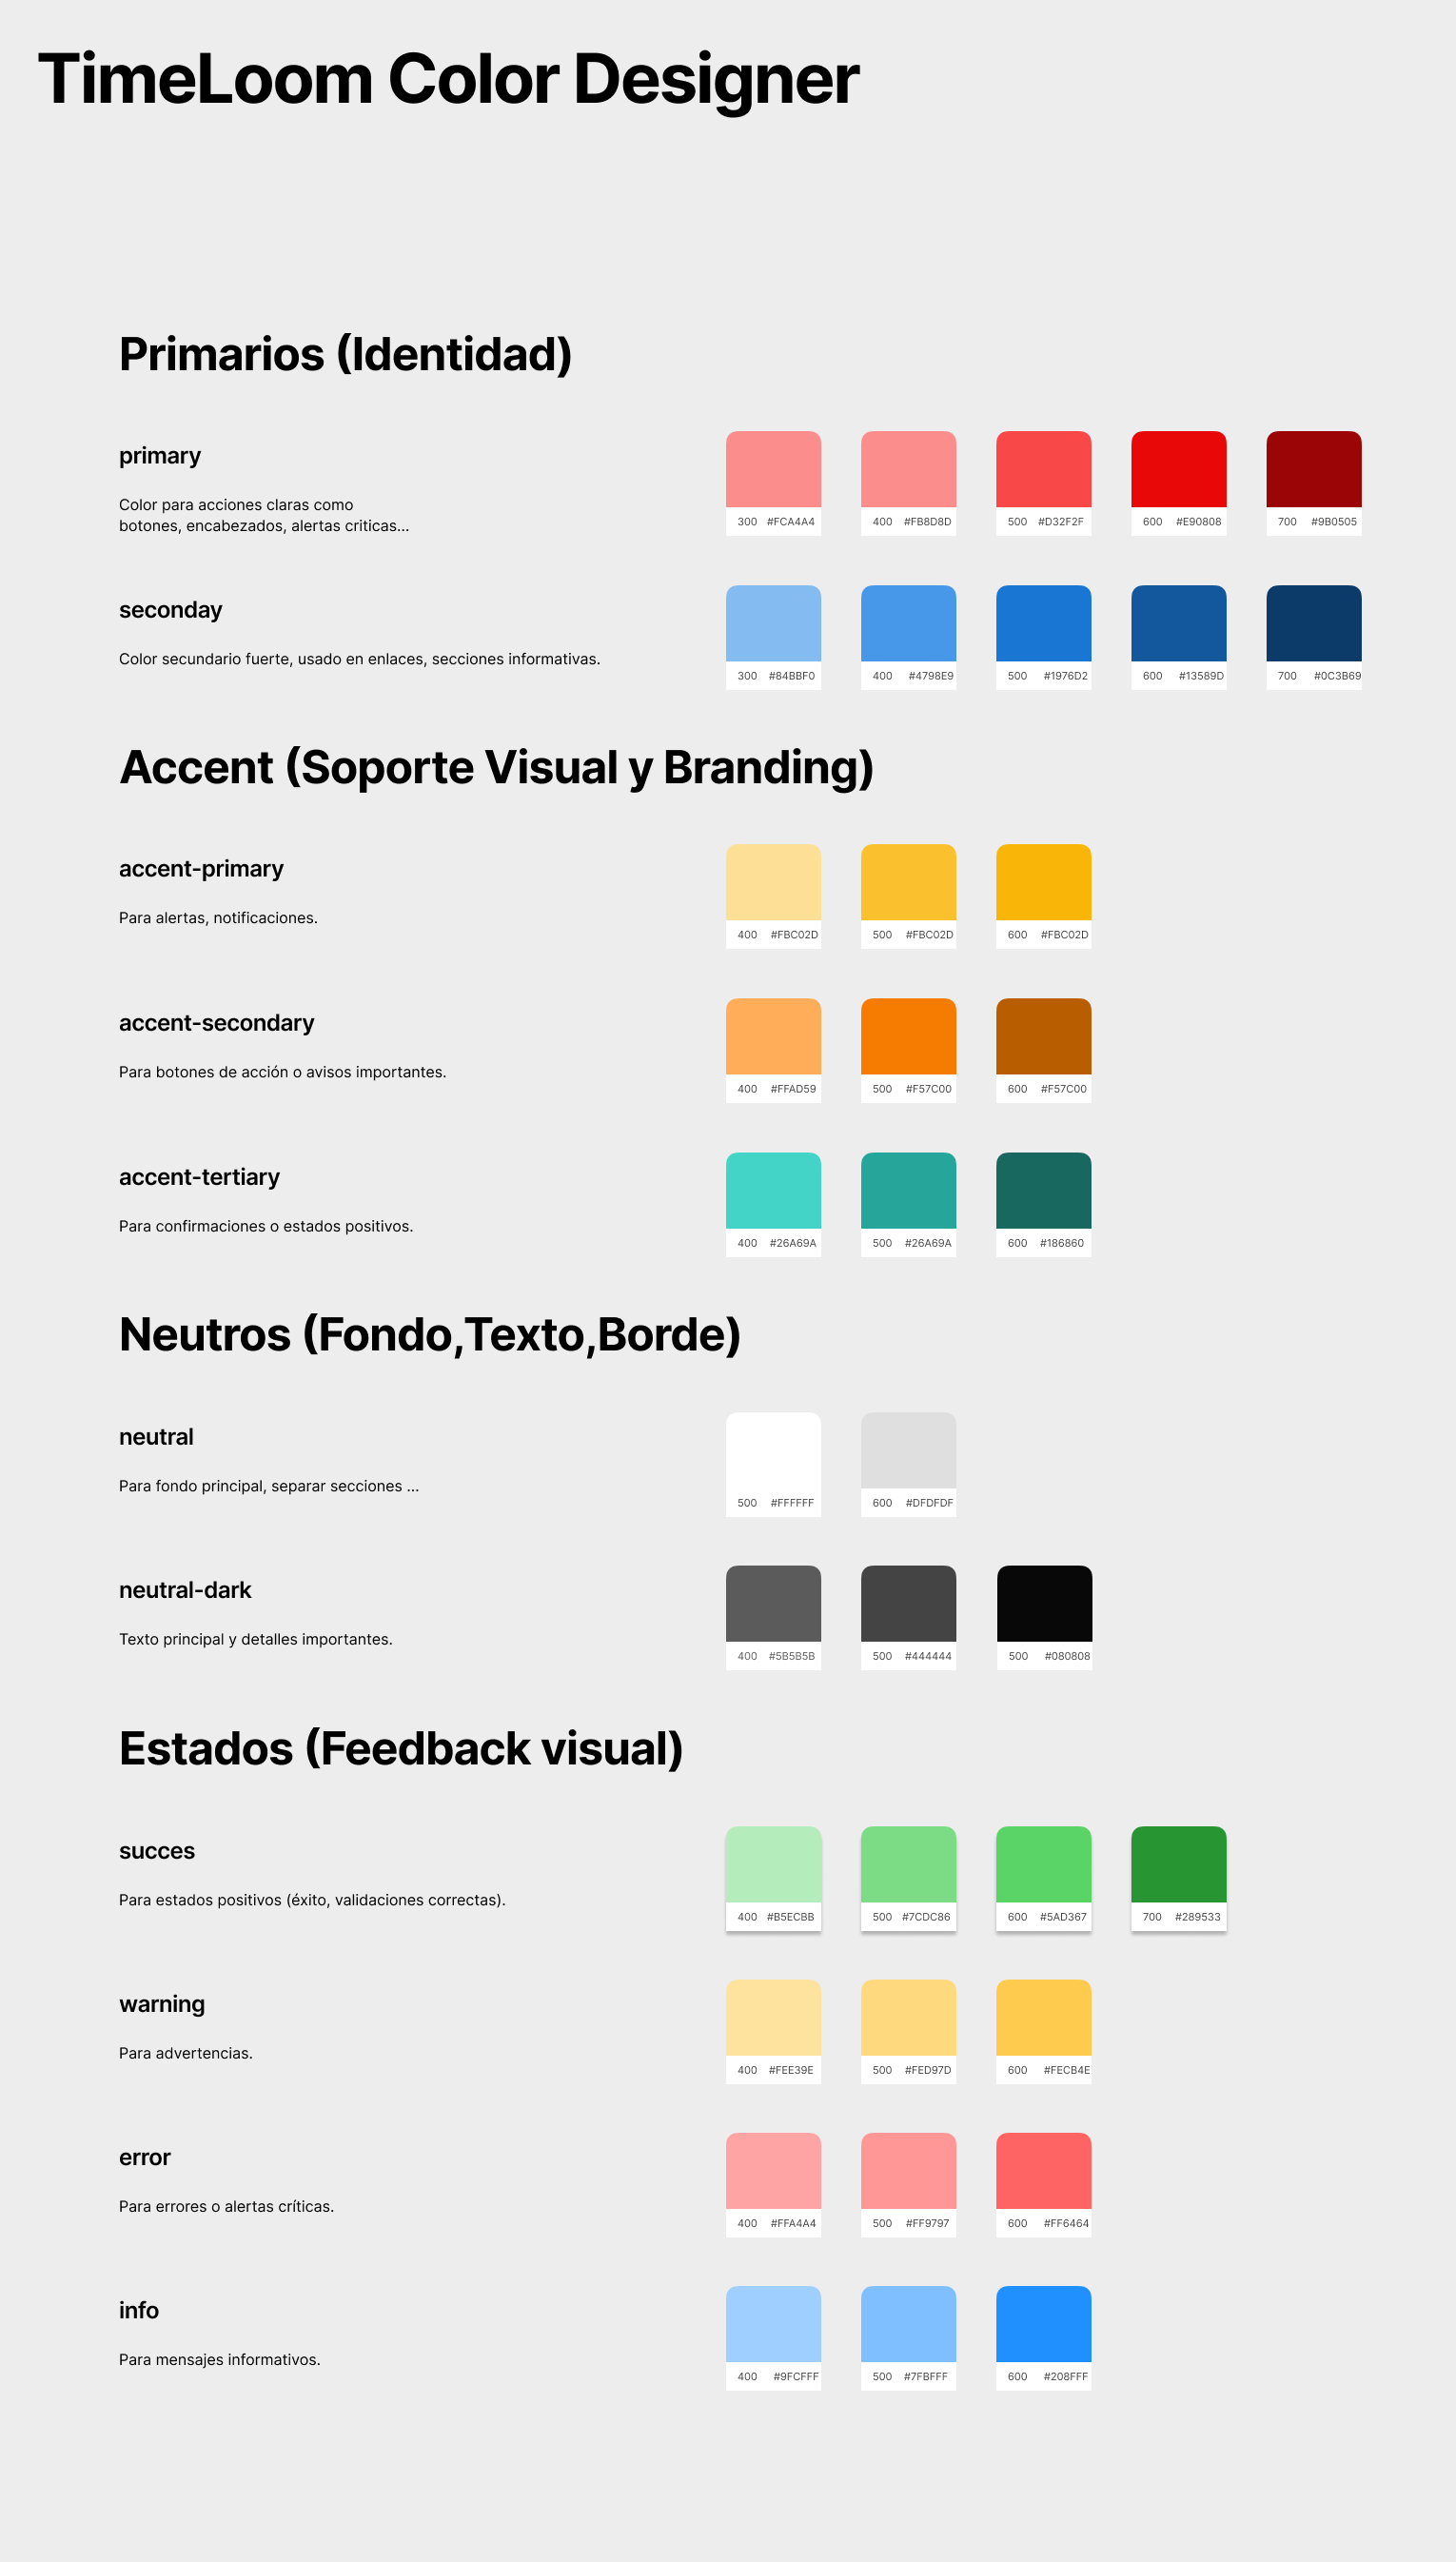 TimeLoom Color Designer
Primarios (Identidad)
primary
Color para acciones claras como
botones, encabezados, alertas criticas...
300 #FCA4A4
400 #FB8D8D
500 #D32F2F
600 #E90808
700 #9B0505
seconday
Color secundario fuerte, usado en enlaces, secciones informativas.
300 #84BBF0
400 #4798E9
500 #1976D2
600 #13589D
700 #0C3B69
Accent (Soporte Visual y Branding)
accent-primary
Para alertas, notificaciones.
400 #FBC02D
500 #FBC02D
600 #FBC02D
accent-secondary
Para botones de acción o avisos importantes.
400 #FFAD59
500 #F57C00
600 #F57C00
accent-tertiary
Para confirmaciones o estados positivos.
400 #26A69A
500 #26A69A
600 #186860
Neutros (Fondo,Texto,Borde)
neutral
Para fondo principal, separar secciones ...
500 #FFFFFF
600 #DFDFDF
neutral-dark
Texto principal y detalles importantes.
400 #5B5B5B
500 #444444
500 #080808
Estados (Feedback visual)
succes
Para estados positivos (éxito, validaciones correctas).
400 #B5ECBB
500 #7CDC86
600 #5AD367
700 #289533
warning
Para advertencias.
400 #FEE39E
500 #FED97D
600 #FECB4E
error
Para errores o alertas críticas.
400 #FFA4A4
500 #FF9797
600 #FF6464
info
Para mensajes informativos.
400 #9FCFFF
500 #7FBFFF
600 #208FFF